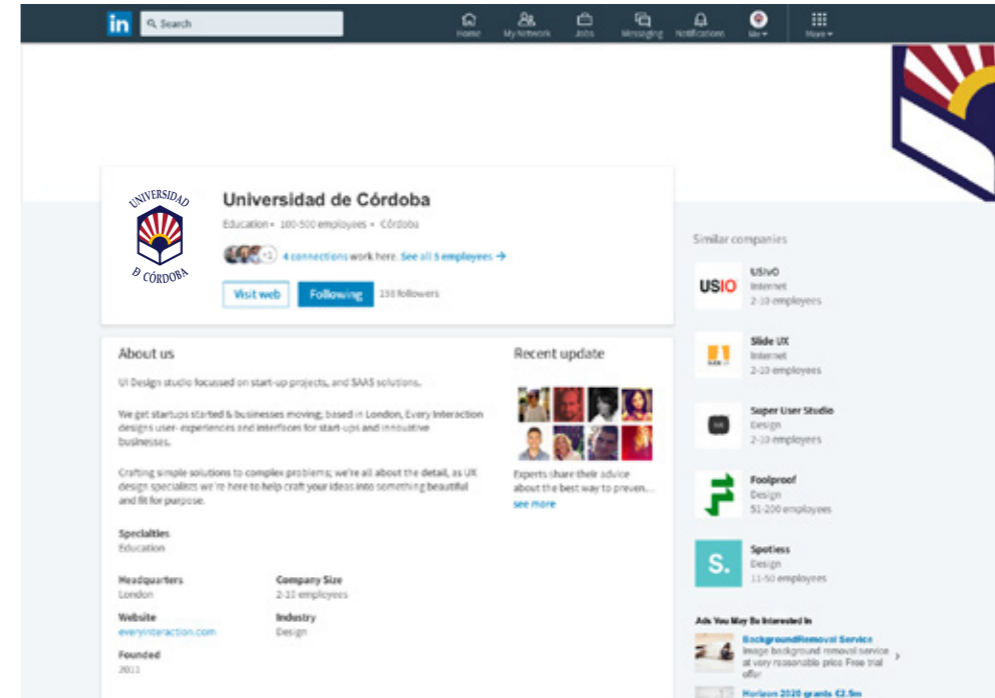 in
Search
Home My Network Jobs Messaging Notifications Me More
UNIVERSIDAD
D CÓRDOBA
Universidad de Córdoba
Education • 100-500 employees • Córdoba
+1 4 connections work here. See all 5 employees →
Visit web Following followers
About us
UI Design studio focussed on start-up projects, and SAAS solutions.
We get startups started & businesses moving, based in London, Every Interaction
designs user- experiences and interfaces for start-ups and innovative
businesses.
Crafting simple solutions to complex problems; we're all about the detail, as UX
design specialists we're here to help craft your ideas into something beautiful
and fit for purpose.
Specialties
Education
Headquarters
London
Company Size
2-10 employees
Website
everyinteraction.com
Industry
Design
Founded
2011
Recent update
Experts share their advice
about the best way to preven...
see more
Similar companies
USIO
Internet
2-10 employees
Slide UX
Internet
2-10 employees
Super User Studio
Design
2-10 employees
Foolproof
Design
51-200 employees
S.
Spotless
Design
11-50 employees
Ads You May Be Interested In
BackgroundRemoval Service
Image background removal service
at very reasonable price Free trial
offer
Horizon 2020 grants €2.5m